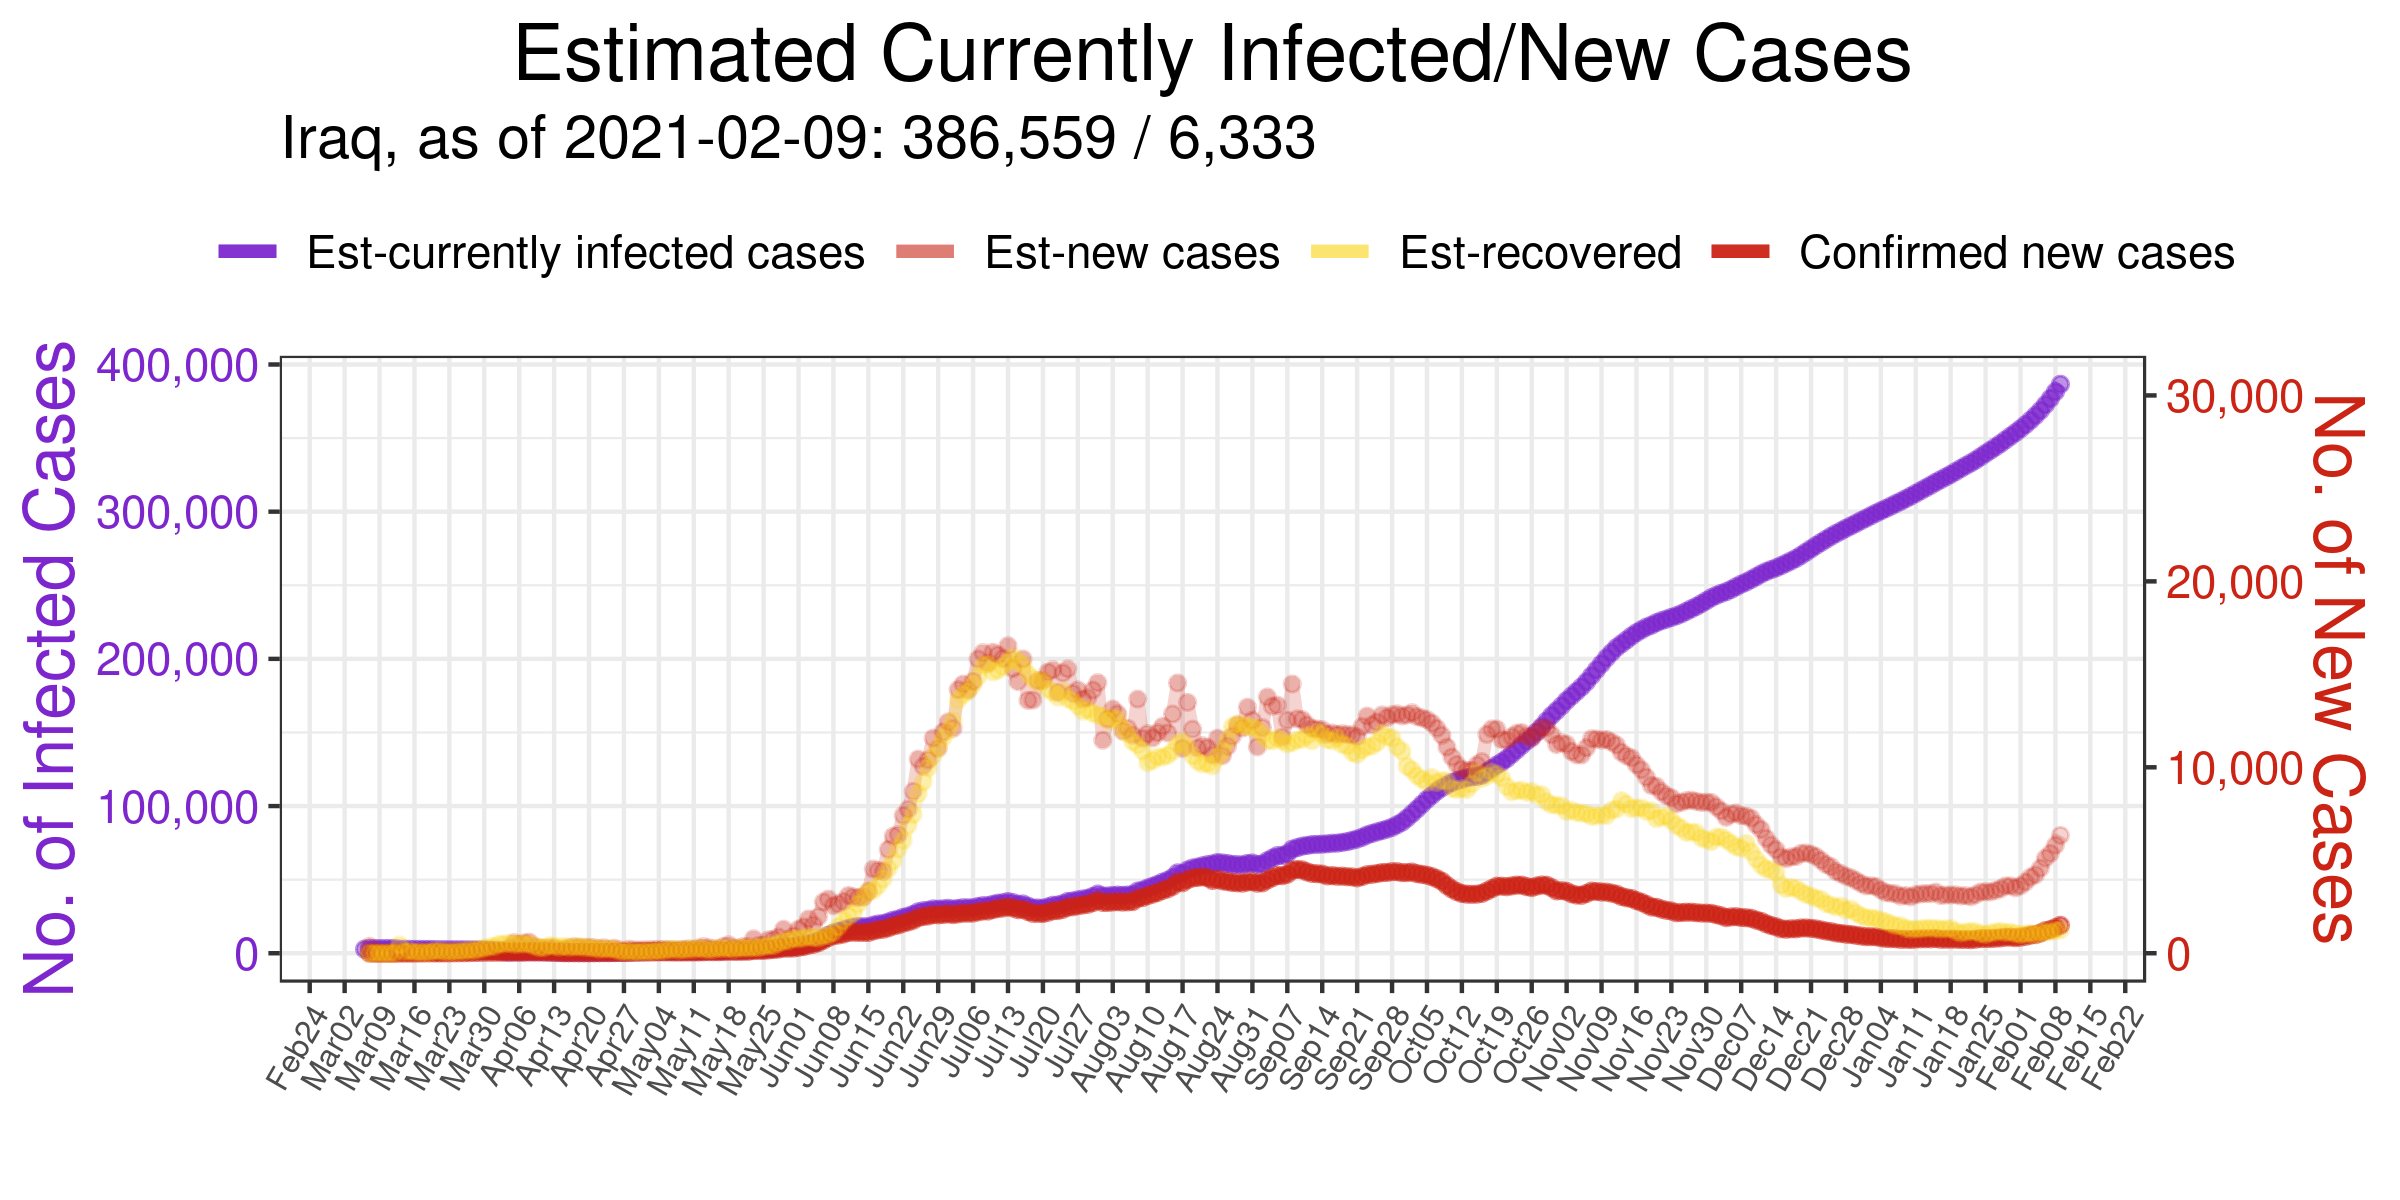 Estimated Currently Infected/New Cases
Iraq, as of 2021-02-09: 386,559 / 6,333
Est-currently infected cases
Est-new cases
Est-recovered
Confirmed new cases
No. of Infected Cases
400,000
300,000
200,000
100,000
0
30,000
20,000
10,000
0
No. of New Cases
Feb24
Mar02
Mar09
Mar16
Mar23
Mar30
Apr06
Apr13
Apr20
Apr27
May04
May11
May18
May25
Jun01
Jun08
Jun15
Jun22
Jun29
Jul06
Jul13
Jul20
Jul27
Aug03
Aug10
Aug17
Aug24
Aug31
Sep07
Sep14
Sep21
Sep28
Oct05
Oct12
Oct19
Oct26
Nov02
Nov09
Nov16
Nov23
Nov30
Dec07
Dec14
Dec21
Dec28
Jan04
Jan11
Jan18
Jan25
Feb01
Feb08
Feb15
Feb22